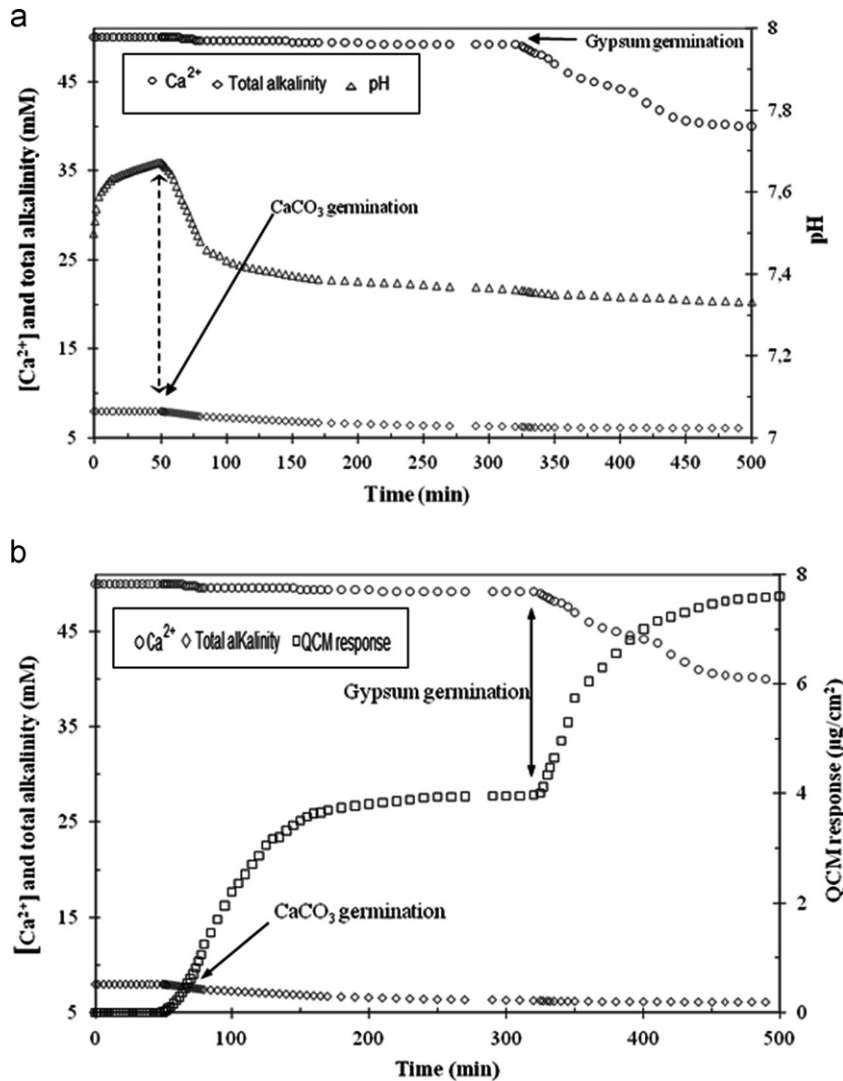 a
[Ca²⁺] and total alkalinity (mM)
45
35
25
15
5
Ca²⁺ Total alkalinity pH
Gypsum germination
CaCO₃ germination
8
7,8
7,6
7,4
7,2
7
pH
0 50 100 150 200 250 300 350 400 450 500
Time (min)
b
[Ca²⁺] and total alkalinity (mM)
45
35
25
15
5
Ca²⁺ Total alKalinity QCM response
Gypsum germination
CaCO₃ germination
8
6
4
2
0
QCM response (µg/cm²)
0 100 200 300 400 500
Time (min)